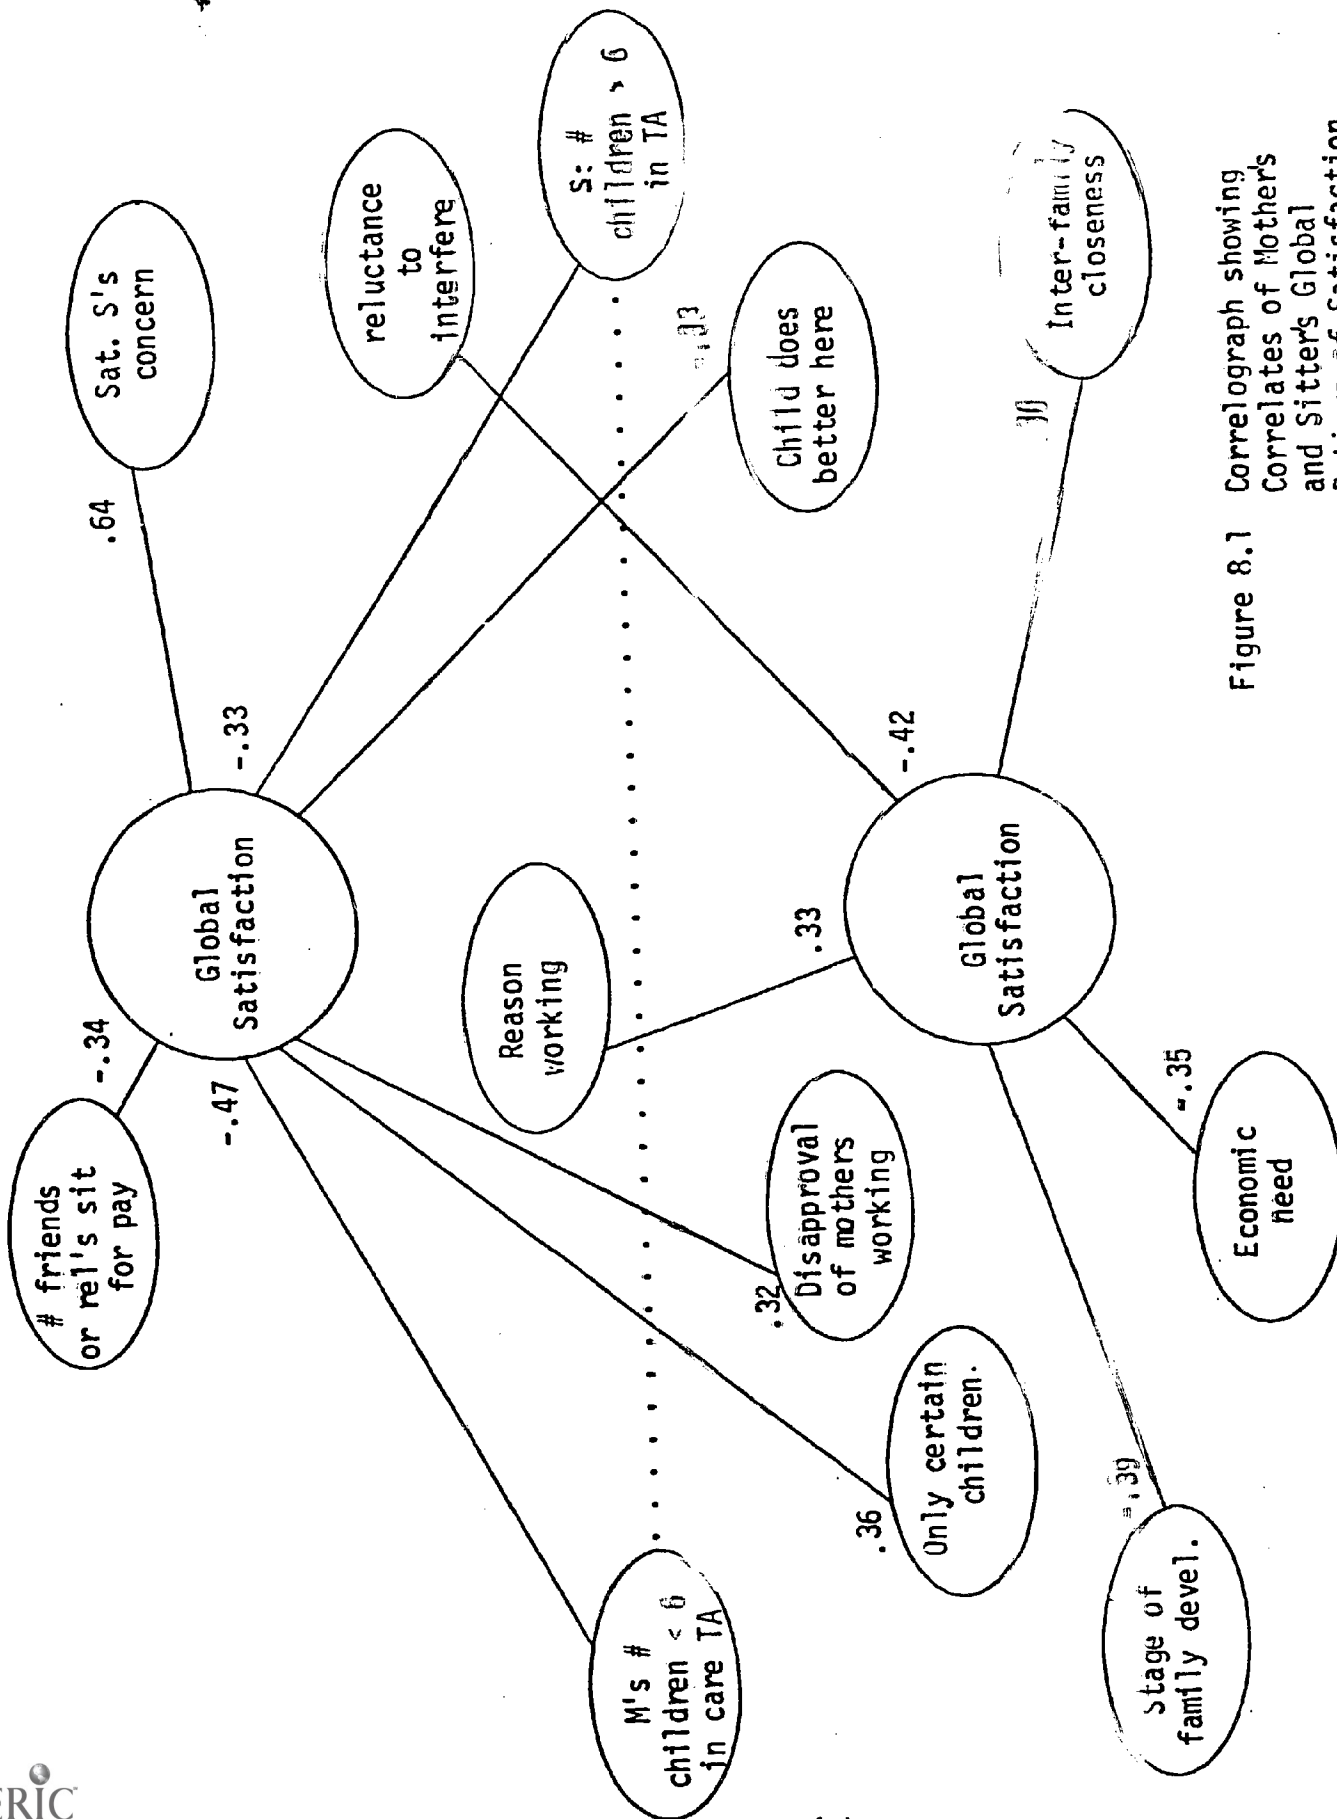 # friends
or rel's sit
for pay
-.34
Global
Satisfaction
.64
Sat. S's
concern
-.47
-.33
reluctance
to
interfere
M's #
children < 6
in care TA
Reason
working
s: #
children > 6
in TA
.32
Disapproval
of mothers
working
.36
Only certain
children.
Child does
better here
.33
-.42
Global
Satisfaction
.30
Inter-family
closeness
-.39
Stage of
family devel.
-.35
Economic
need
Figure 8.1 Correlograph showing
Correlates of Mother's
and Sitter's Global
ERIC